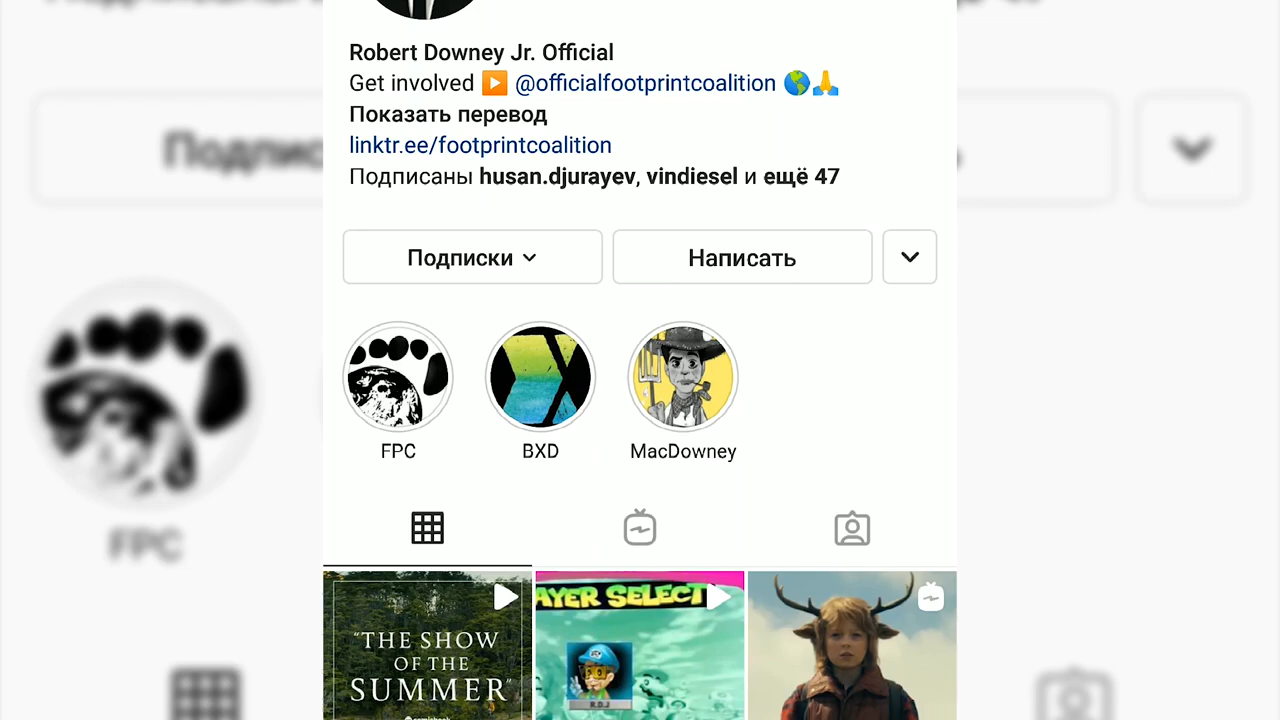 Robert Downey Jr. Official
Get involved ▶️ @officialfootprintcoalition 🌎🙏
Показать перевод
linktr.ee/footprintcoalition
Подписаны husan.djurayev, vindiesel и ещё 47
Подписки
Написать
FPC
BXD
MacDowney
"THE SHOW
OF THE
SUMMER"
AYER SELECT
R.D.J
FPC